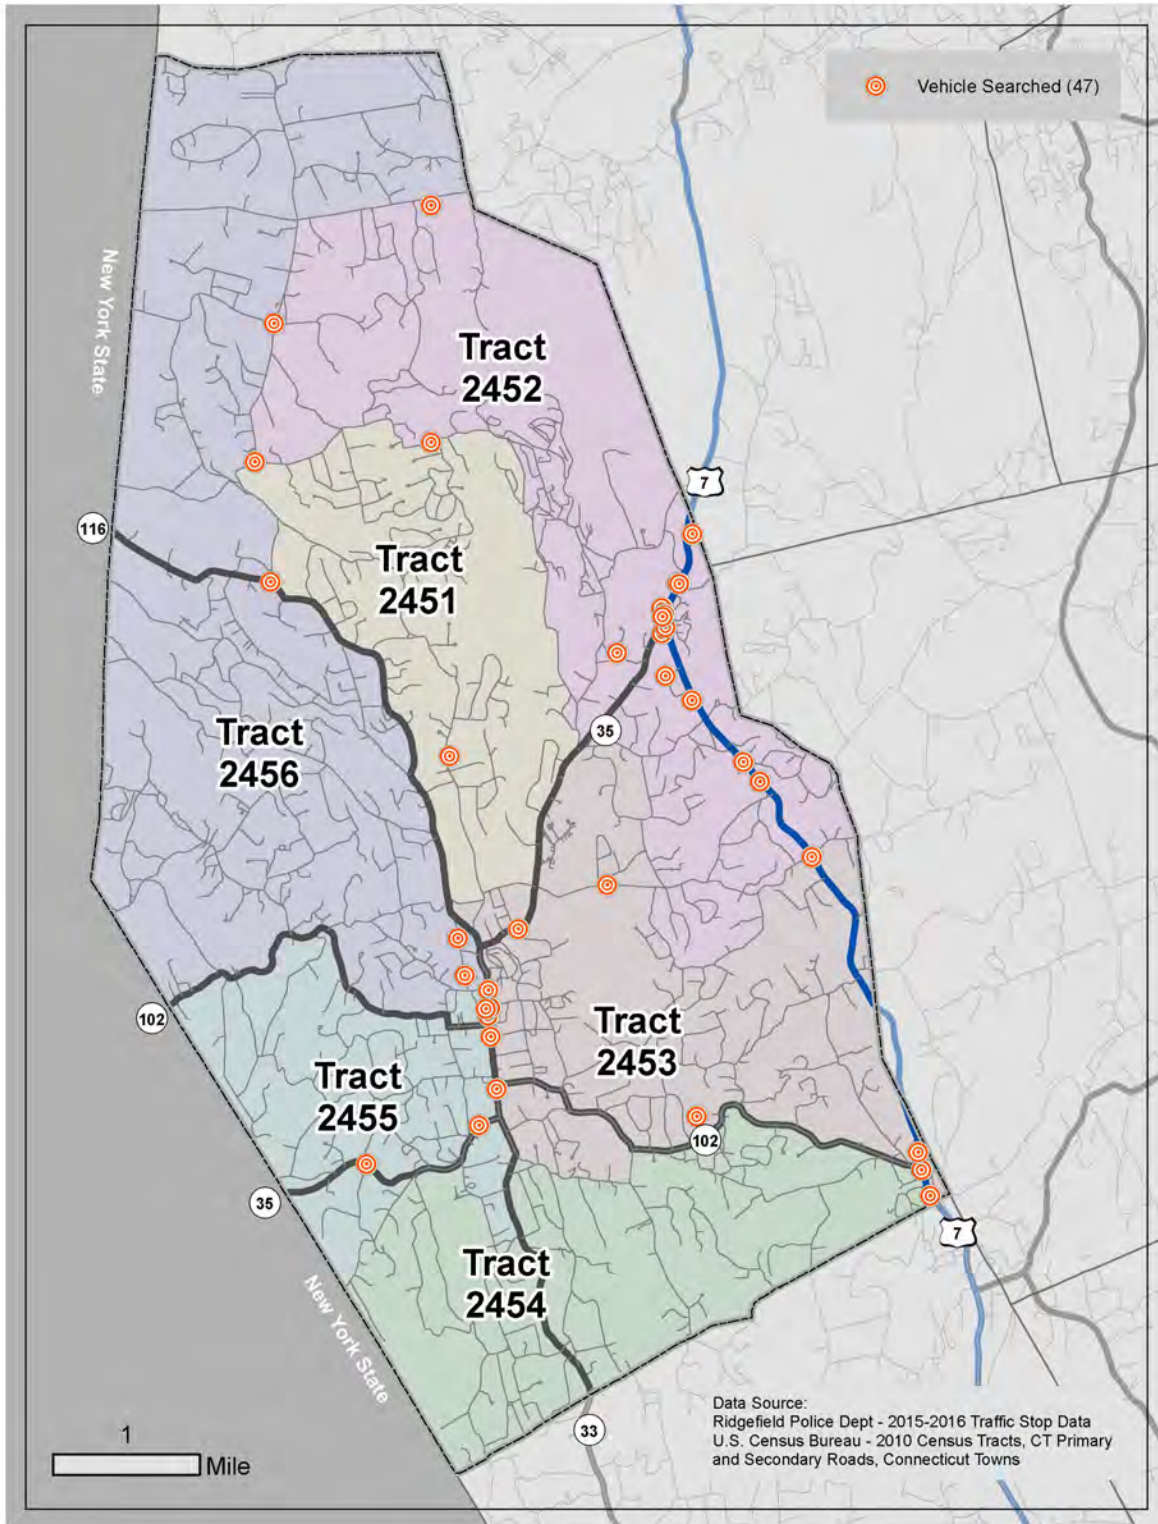 Vehicle Searched (47)
New York State
Tract
2452
7
116
Tract
2451
Tract
2456
35
102
Tract
2453
Tract
2455
102
35
7
Tract
2454
New York State
33
Data Source:
Ridgefield Police Dept - 2015-2016 Traffic Stop Data
U.S. Census Bureau - 2010 Census Tracts, CT Primary
and Secondary Roads, Connecticut Towns
1
Mile